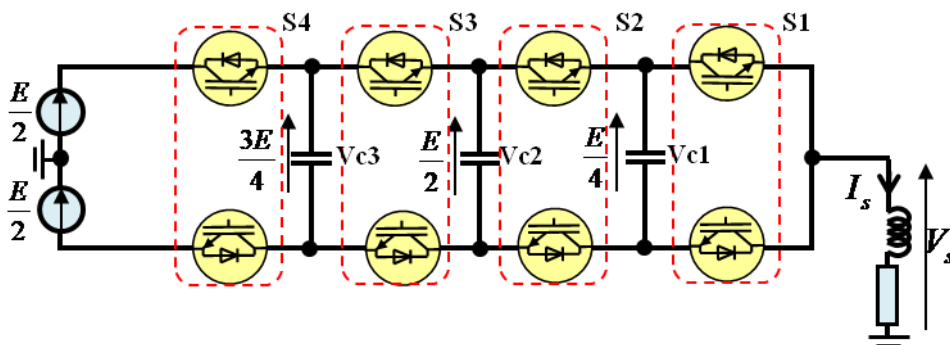 S4 S3 S2 S1
E/2
E/2
3E/4 Vc3
E/2 Vc2
E/4 Vc1
I_s
V_s